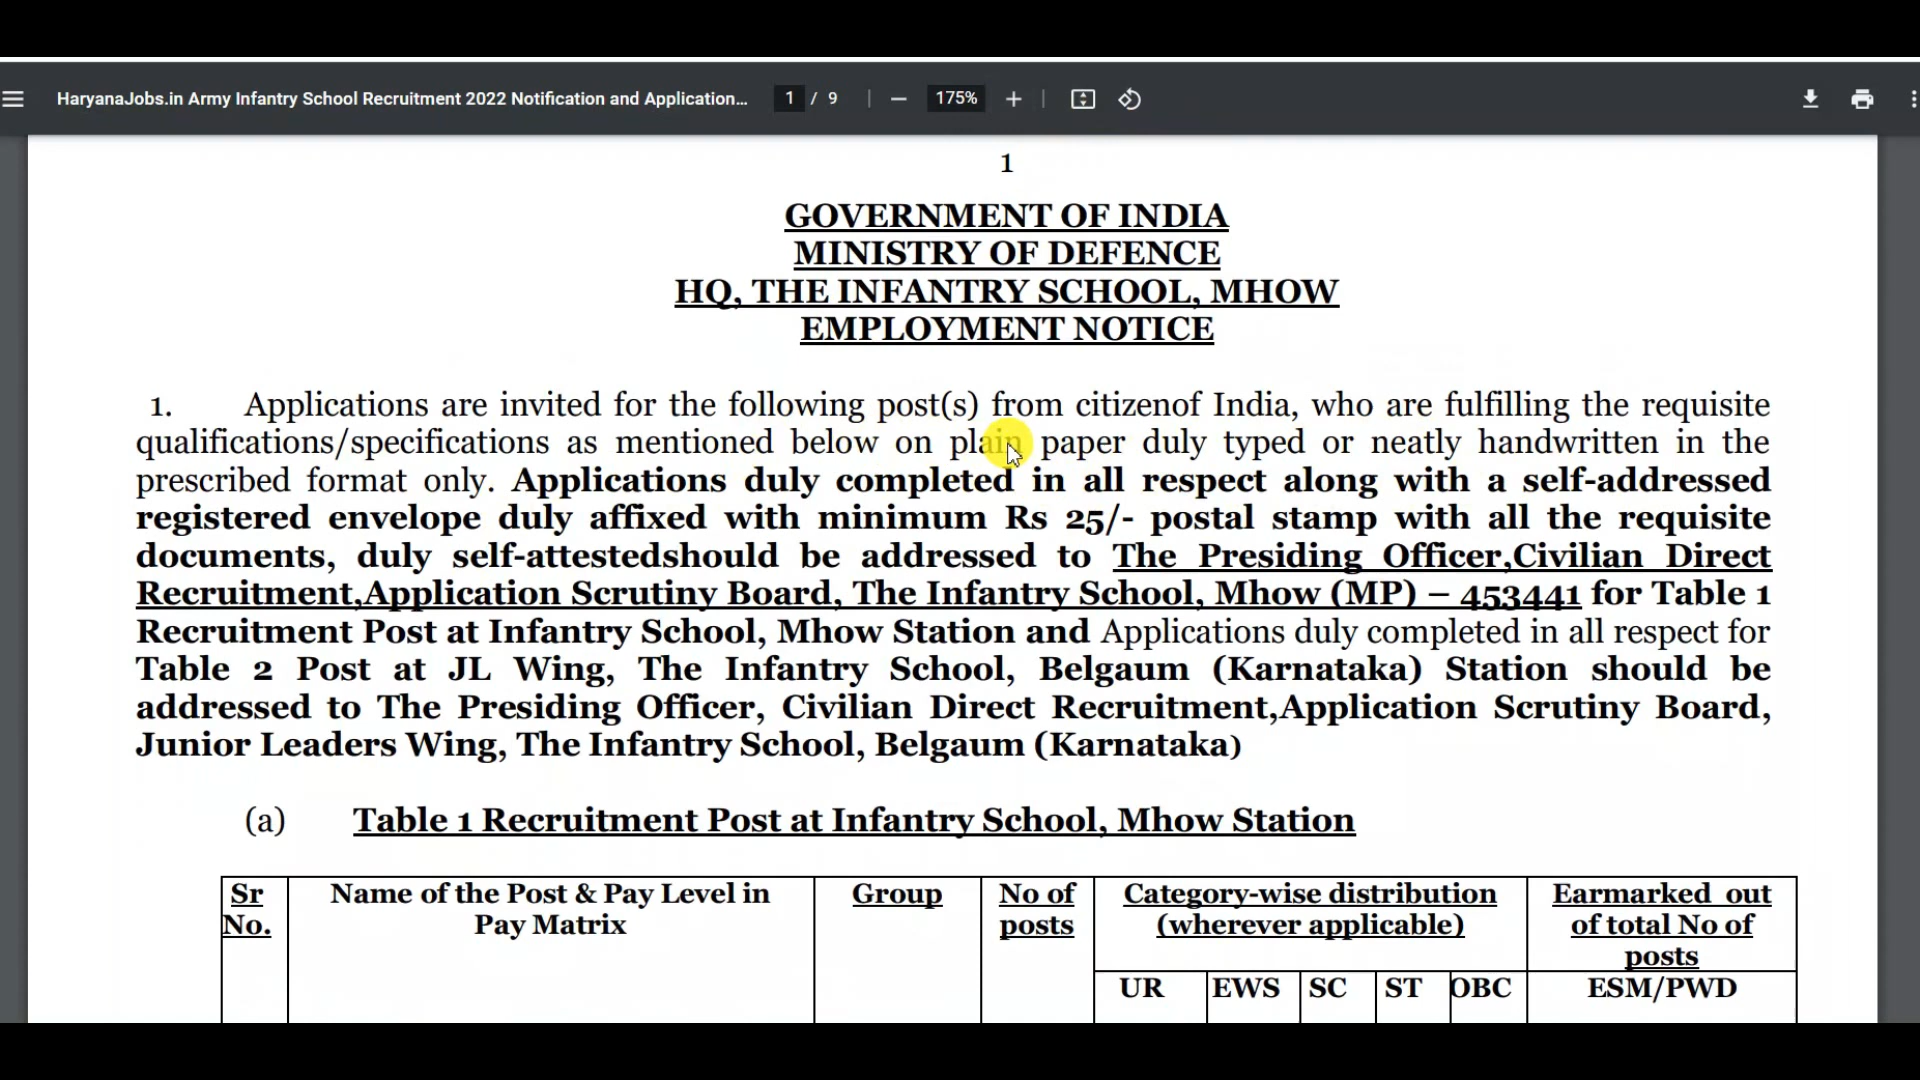 HaryanaJobs.in Army Infantry School Recruitment 2022 Notification and Application... 1 / 9 175%
1
GOVERNMENT OF INDIA
MINISTRY OF DEFENCE
HQ, THE INFANTRY SCHOOL, MHOW
EMPLOYMENT NOTICE
1. Applications are invited for the following post(s) from citizenof India, who are fulfilling the requisite
qualifications/specifications as mentioned below on plain paper duly typed or neatly handwritten in the
prescribed format only. Applications duly completed in all respect along with a self-addressed
registered envelope duly affixed with minimum Rs 25/- postal stamp with all the requisite
documents, duly self-attestedshould be addressed to The Presiding Officer,Civilian Direct
Recruitment,Application Scrutiny Board, The Infantry School, Mhow (MP) – 453441 for Table 1
Recruitment Post at Infantry School, Mhow Station and Applications duly completed in all respect for
Table 2 Post at JL Wing, The Infantry School, Belgaum (Karnataka) Station should be
addressed to The Presiding Officer, Civilian Direct Recruitment,Application Scrutiny Board,
Junior Leaders Wing, The Infantry School, Belgaum (Karnataka)
(a) Table 1 Recruitment Post at Infantry School, Mhow Station
Sr Name of the Post & Pay Level in Group No of Category-wise distribution Earmarked out
No. Pay Matrix posts (wherever applicable) of total No of
posts
UR EWS SC ST OBC ESM/PWD